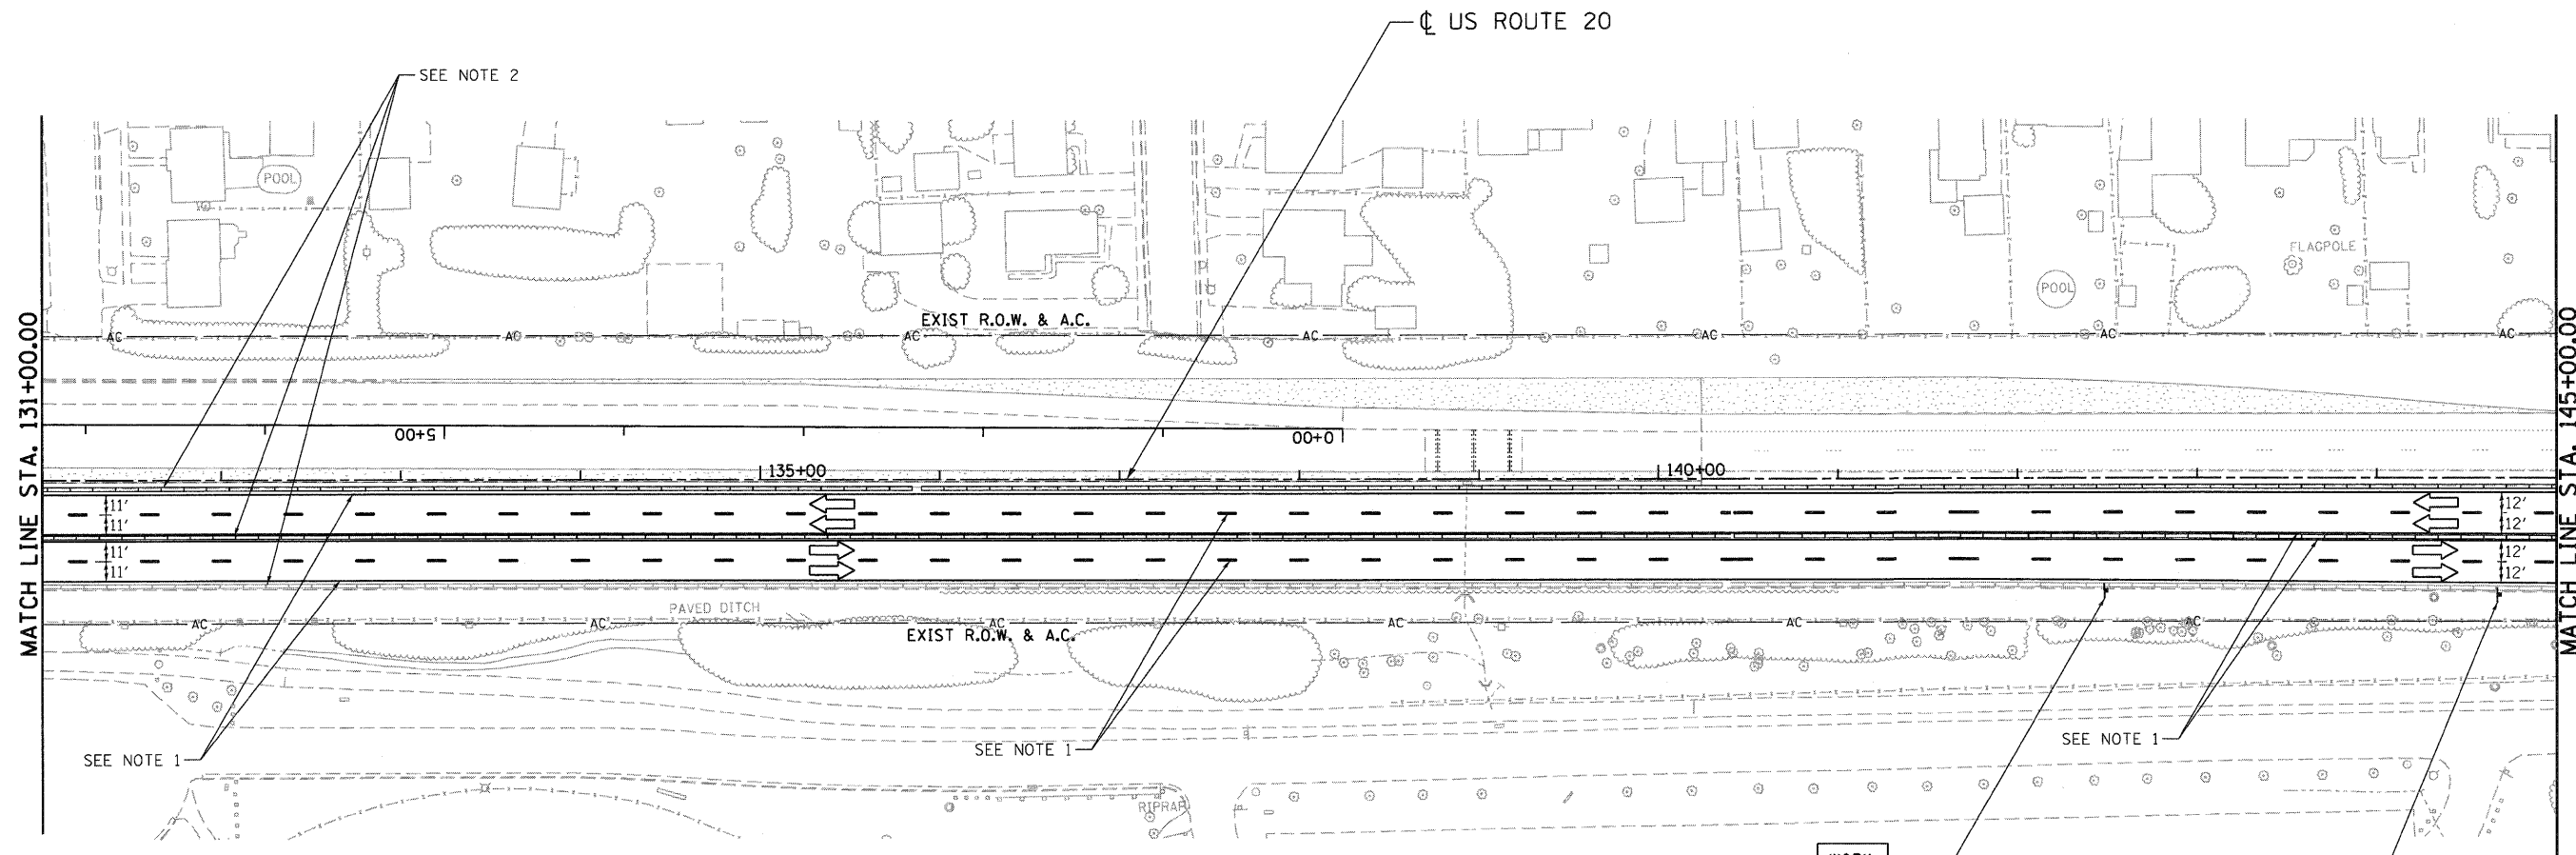 ℄ US ROUTE 20
SEE NOTE 2
POOL
FLAGPOLE
POOL
EXIST R.O.W. & A.C.
AC AC AC AC AC AC AC
MATCH LINE STA. 131+00.00
MATCH LINE STA. 145+00.00
5+00
0+00
135+00
140+00
11'
11'
11'
11'
12'
12'
12'
12'
PAVED DITCH
AC AC AC AC AC AC
EXIST R.O.W. & A.C.
SEE NOTE 1
SEE NOTE 1
SEE NOTE 1
RIPRAP